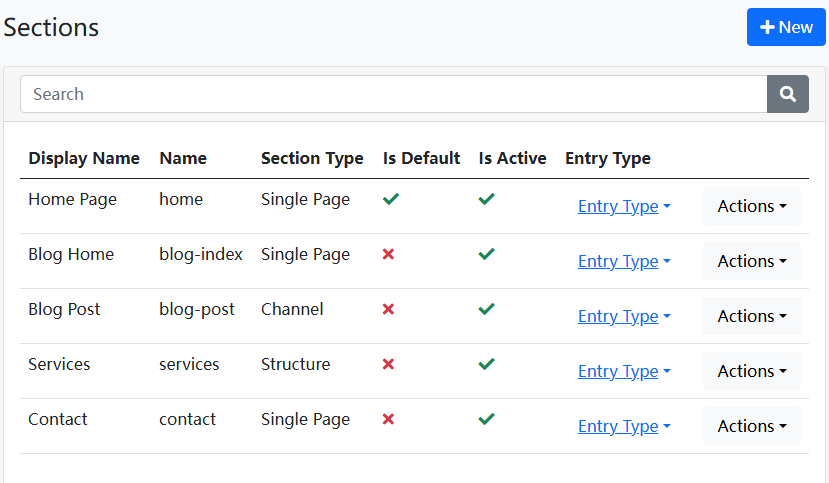 Sections
New
Search
Display Name Name Section Type Is Default Is Active Entry Type
Home Page home Single Page Entry Type Actions
Blog Home blog-index Single Page Entry Type Actions
Blog Post blog-post Channel Entry Type Actions
Services services Structure Entry Type Actions
Contact contact Single Page Entry Type Actions